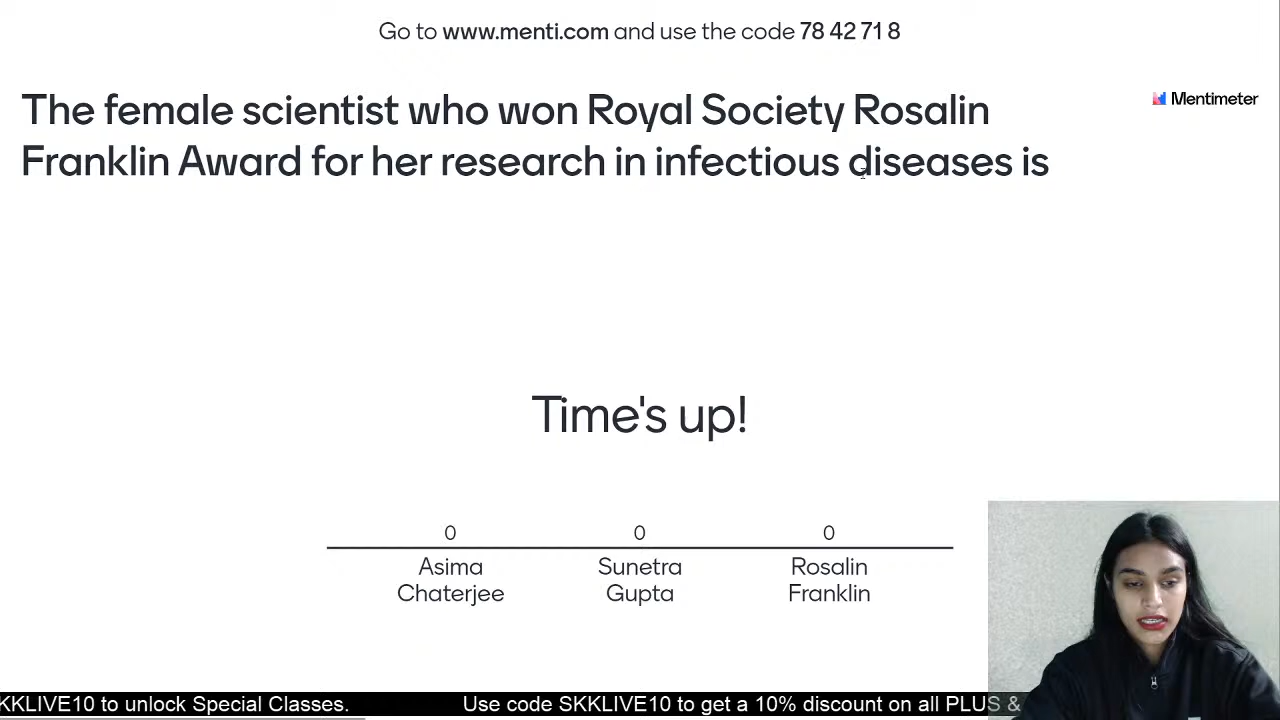 Go to www.menti.com and use the code 78 42 71 8
The female scientist who won Royal Society Rosalin
Franklin Award for her research in infectious diseases is
Mentimeter
Time's up!
0 0 0
Asima Sunetra Rosalin
Chaterjee Gupta Franklin
KKLIVE10 to unlock Special Classes. Use code SKKLIVE10 to get a 10% discount on all PLUS &